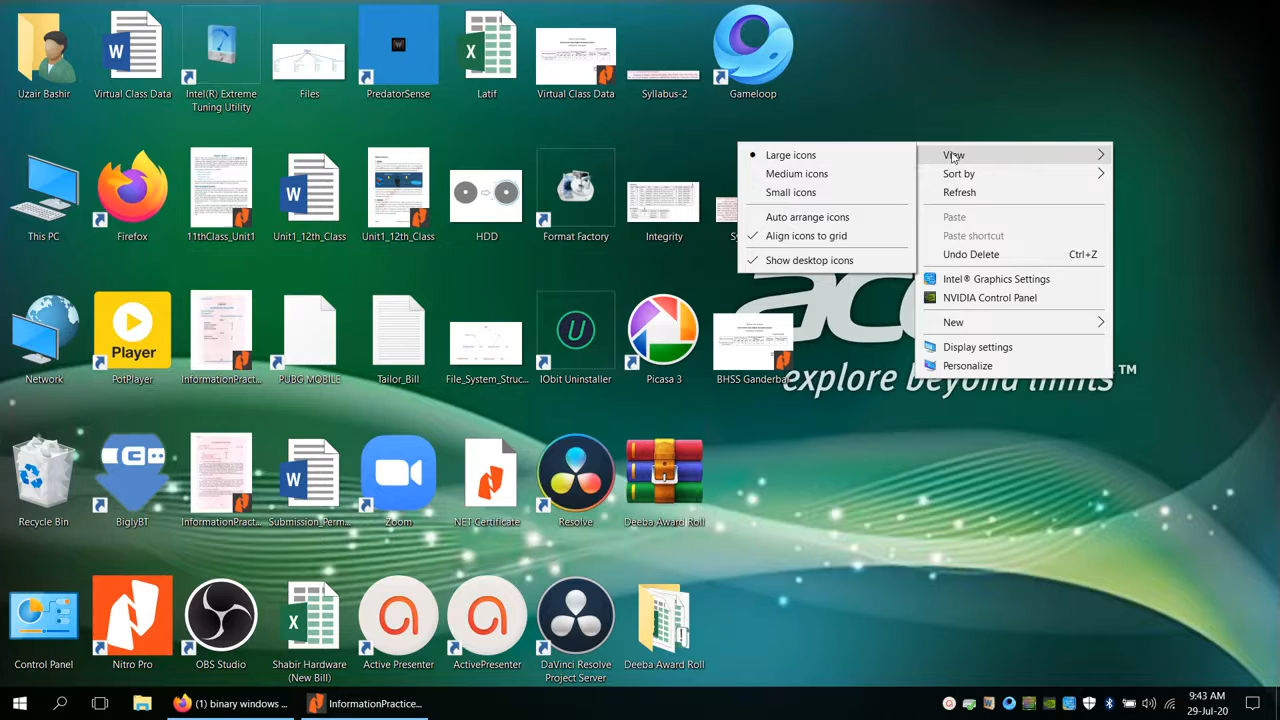 Uzair Bashir
Virtual Class Data
Intel(R) Extreme
Tuning Utility
Files
PredatorSense
Latif
Virtual Class Data
Syllabus-2
Gameloop
This PC
Firefox
11thClass_Unit1
Unit1_12th_Class
Unit1_12th_Class
HDD
Format Factory
Integrity
Large icons
Medium icons
Small icons
Auto arrange icons
Align icons to grid
Show desktop icons
View
Sort by
Refresh
Paste
Paste shortcut
Undo Delete Ctrl+Z
Intel® Graphics Settings
NVIDIA Control Panel
New
Display settings
Personalize
explore beyond limits™
Network
Player
PotPlayer
InformationPract...
PUBG MOBILE
Tailor_Bill
File_System_Struc...
IObit Uninstaller
Picasa 3
BHSS Ganderbal
Recycle Bin
BiglyBT
InformationPract...
Submission_Perm...
Zoom
NET Certificate
Resolve
Deeba Award Roll
Control Panel
Nitro Pro
OBS Studio
Shabir Hardware
(New Bill)
Active Presenter
ActivePresenter
DaVinci Resolve
Project Server
Deeba Award Roll
(1) binary windows ...
InformationPractice...
9:43 AM
29-Jul-20